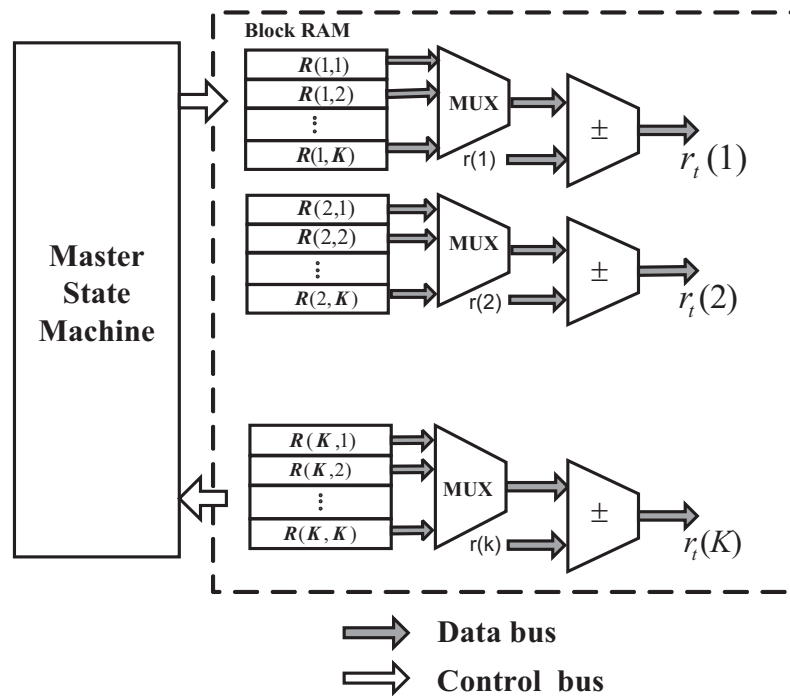 Block RAM
R(1,1)
R(1,2)
⋮
R(1,K)
MUX
r(1)
±
r_t(1)
R(2,1)
R(2,2)
⋮
R(2,K)
MUX
r(2)
±
r_t(2)
Master
State
Machine
R(K,1)
R(K,2)
⋮
R(K,K)
MUX
r(k)
±
r_t(K)
Data bus
Control bus